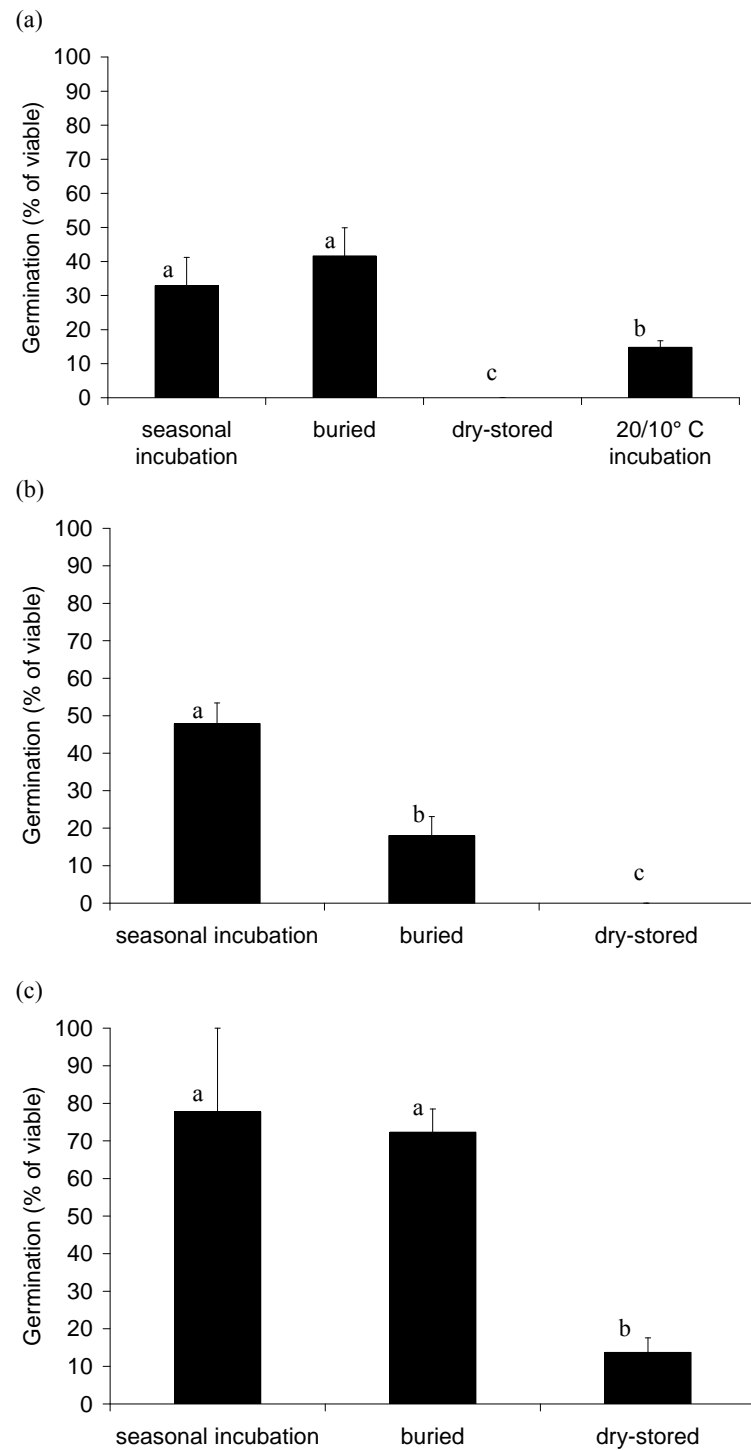 (a)
100
90
80
70
60
50
40
30
20
10
0
Germination (% of viable)
a
a
c
b
seasonal
incubation
buried
dry-stored
20/10° C
incubation
(b)
100
90
80
70
60
50
40
30
20
10
0
Germination (% of viable)
a
b
c
seasonal incubation
buried
dry-stored
(c)
100
90
80
70
60
50
40
30
20
10
0
Germination (% of viable)
a
a
b
seasonal incubation
buried
dry-stored